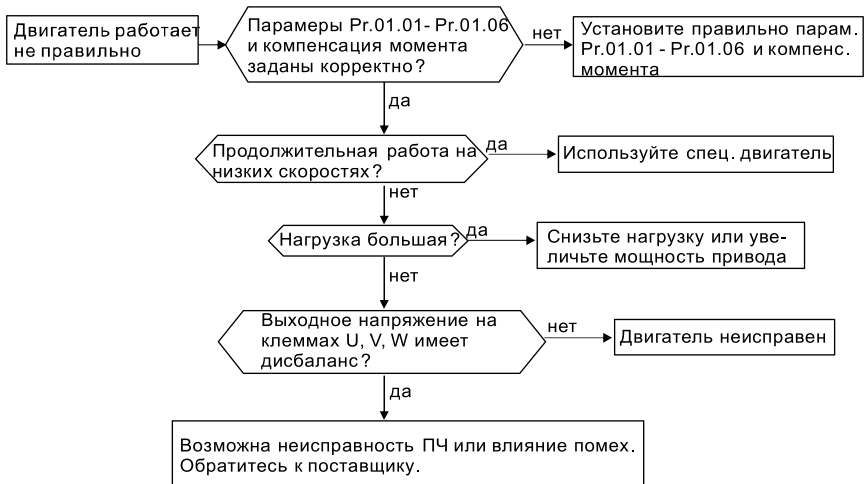 Двигатель работает
не правильно
Парамеры Pr.01.01- Pr.01.06
и компенсация момента
заданы корректно?
нет
Установите правильно парам.
Pr.01.01 - Pr.01.06 и компенс.
момента
да
Продолжительная работа на
низких скоростях?
да
Используйте спец. двигатель
нет
Нагрузка большая?
да
Снизьте нагрузку или уве-
личьте мощность привода
нет
Выходное напряжение на
клеммах U, V, W имеет
дисбаланс?
нет
Двигатель неисправен
да
Возможна неисправность ПЧ или влияние помех.
Обратитесь к поставщику.